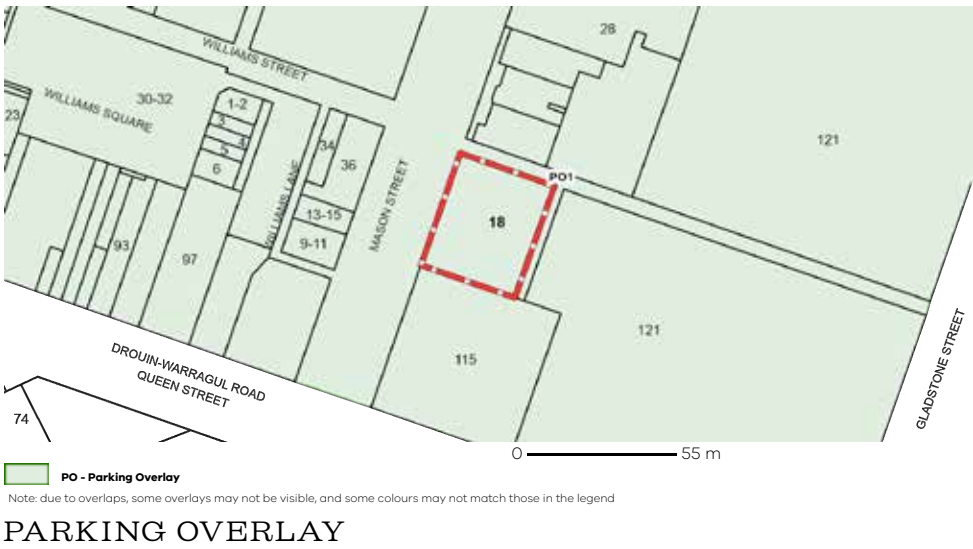 28
WILLIAMS STREET
30-32
WILLIAMS SQUARE
1-2
23
3
4
5
6
34
36
121
WILLIAMS LANE
MASON STREET
PO1
18
13-15
9-11
93
97
121
115
DROUIN-WARRAGUL ROAD
QUEEN STREET
GLADSTONE STREET
74
0 55 m
PO - Parking Overlay
Note: due to overlaps, some overlays may not be visible, and some colours may not match those in the legend
PARKING OVERLAY